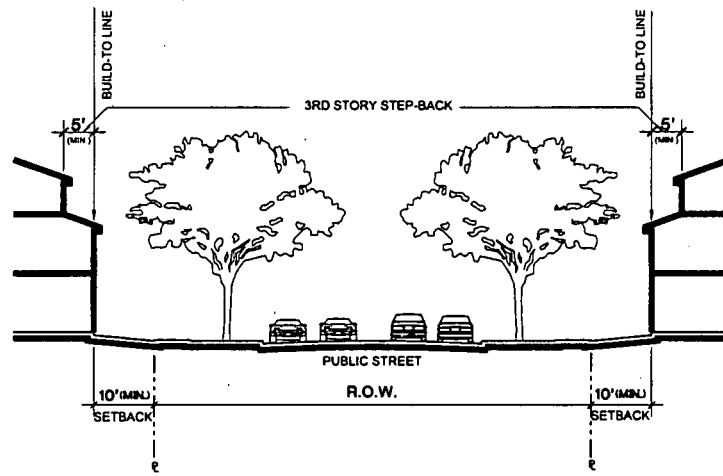 BUILD-TO LINE
BUILD-TO LINE
5'
(MIN.)
3RD STORY STEP-BACK
5'
(MIN.)
PUBLIC STREET
10' (MIN.)
SETBACK
R.O.W.
10' (MIN.)
SETBACK